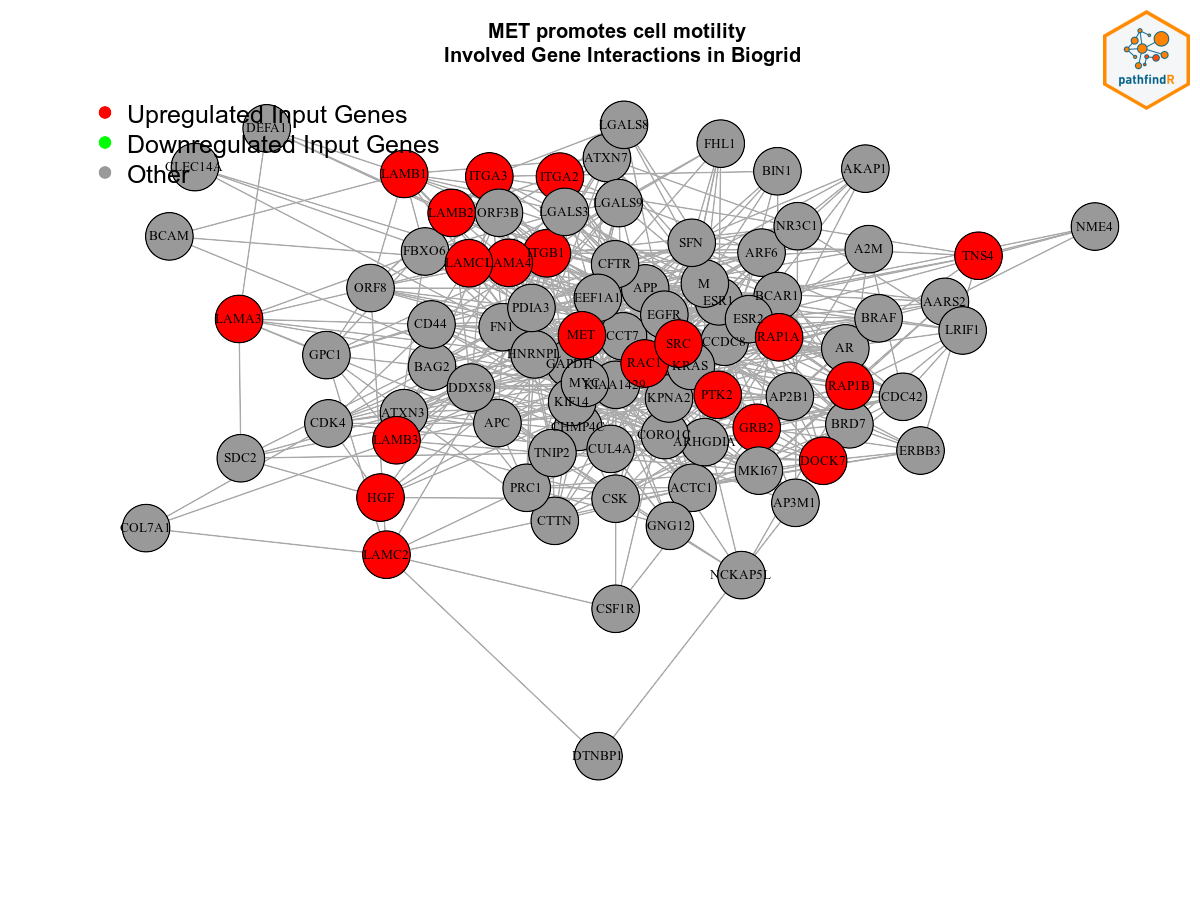 MET promotes cell motility
Involved Gene Interactions in Biogrid
pathfindR
Upregulated Input Genes
Downregulated Input Genes
Other
DEFA1
CLEC14A
BCAM
LAMB1
ITGA3
ITGA2
ATXN7
LGALS8
FHL1
BIN1
AKAP1
NME4
LAMB2
ORF3B
LGALS3
LGALS9
NR3C1
SFN
ARF6
A2M
TNS4
FBXO6
LAMC1
LAMA4
ITGB1
CFTR
ORF8
EEF1A1
APP
M
ESR1
BCAR1
AARS2
LAMA3
CD44
FN1
PDIA3
EGFR
ESR2
BRAF
LRIF1
MET
CCT7
SRC
CCDC8
RAP1A
AR
GPC1
BAG2
HNRNPL
GAPDH
RAC1
KRAS
DDX58
MYC
KIAA1429
RAP1B
KIF14
KPNA2
PTK2
AP2B1
CDC42
CDK4
ATXN3
APC
CHMP4C
CORO1C
ARHGDIA
GRB2
BRD7
LAMB3
TNIP2
CUL4A
ERBB3
SDC2
MKI67
DOCK7
HGF
PRC1
CSK
ACTC1
AP3M1
COL7A1
CTTN
GNG12
LAMC2
NCKAP5L
CSF1R
DTNBP1